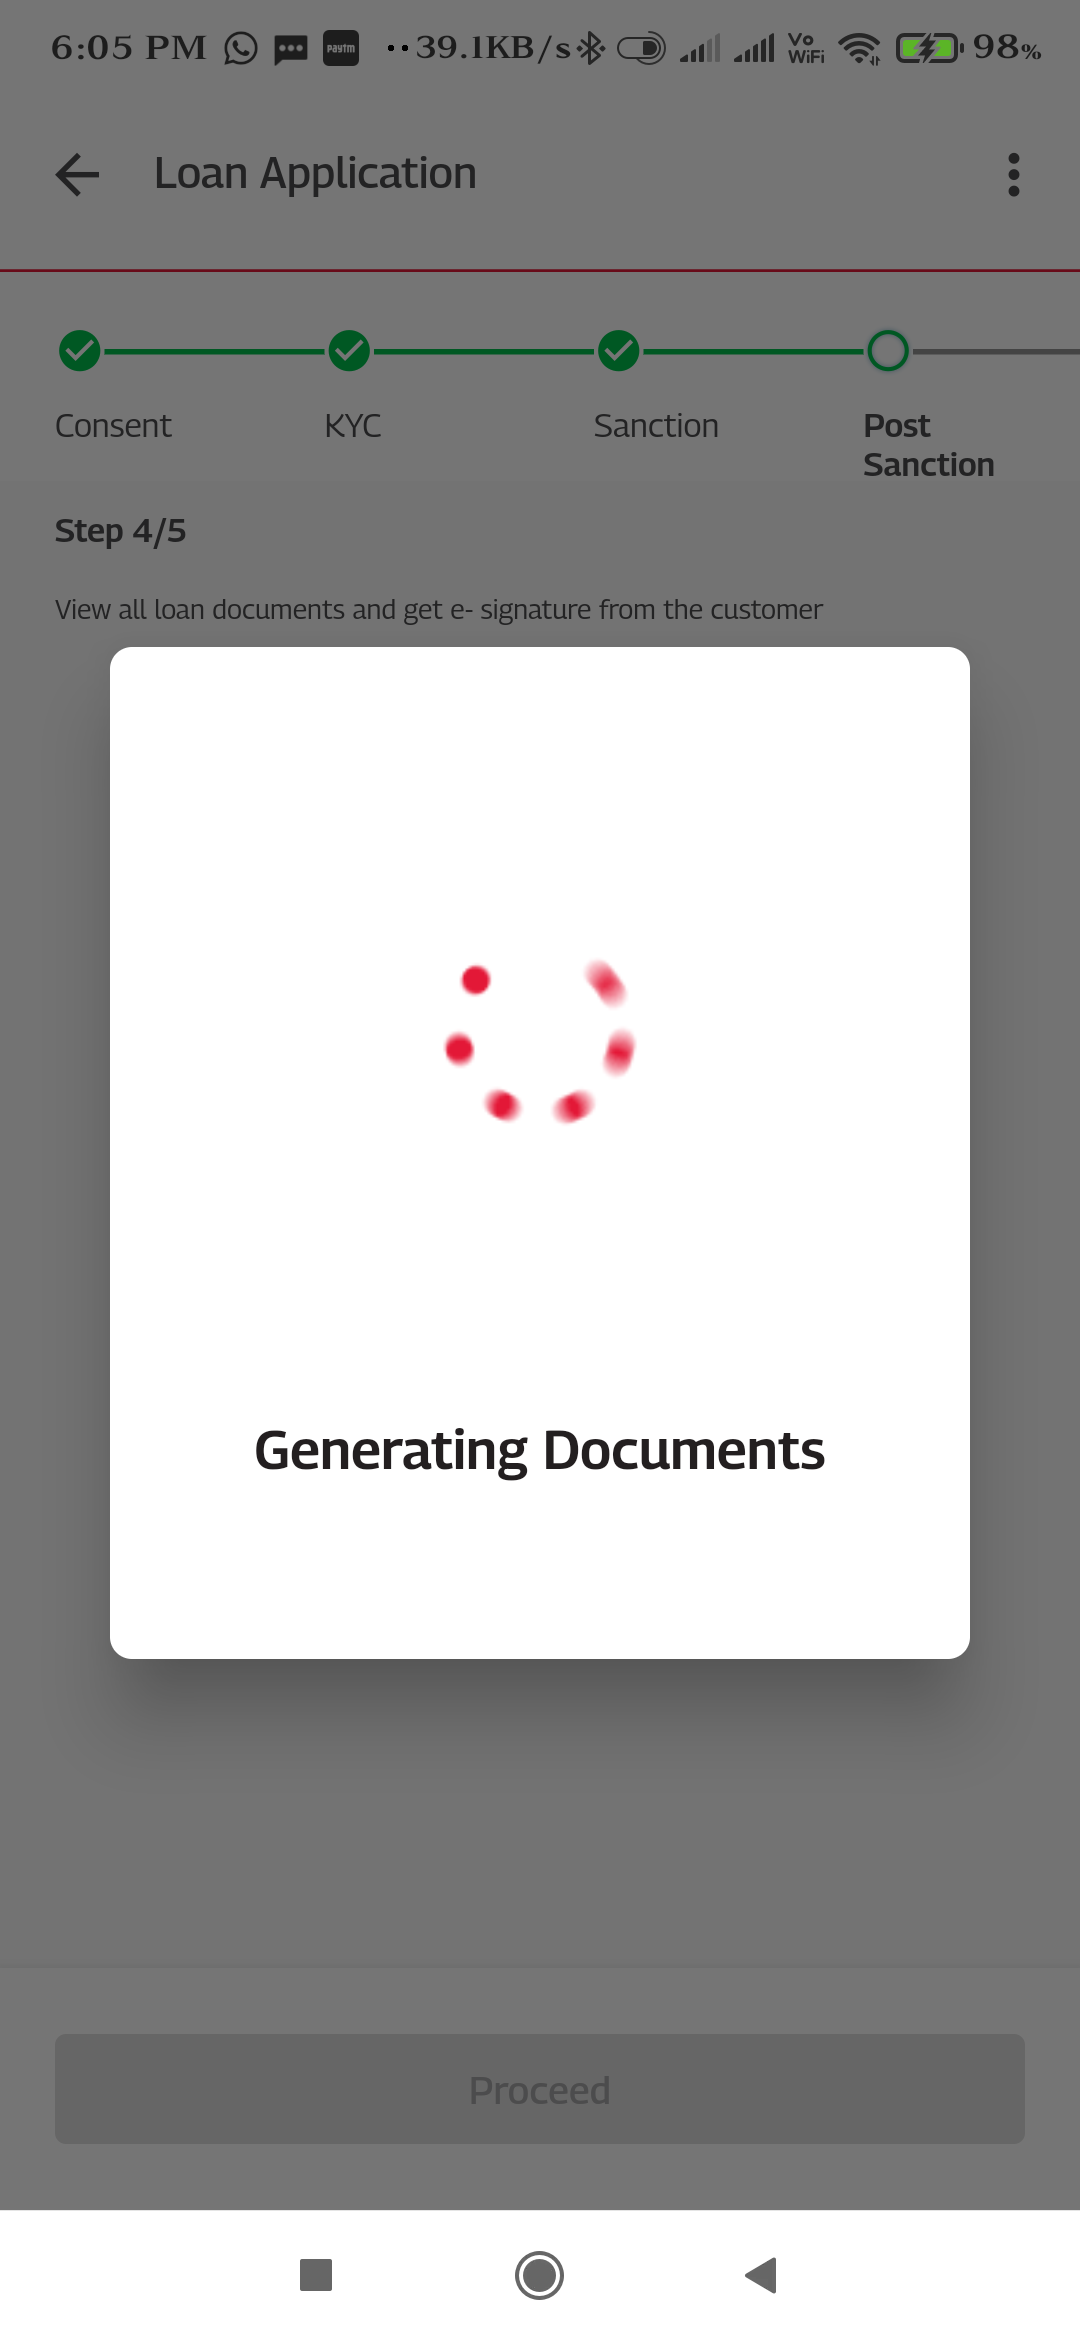 6:05 PM paytm ··39.1KB/s Vo WiFi 98%
Loan Application
Consent KYC Sanction Post Sanction
Step 4/5
View all loan documents and get e- signature from the customer
Generating Documents
Proceed